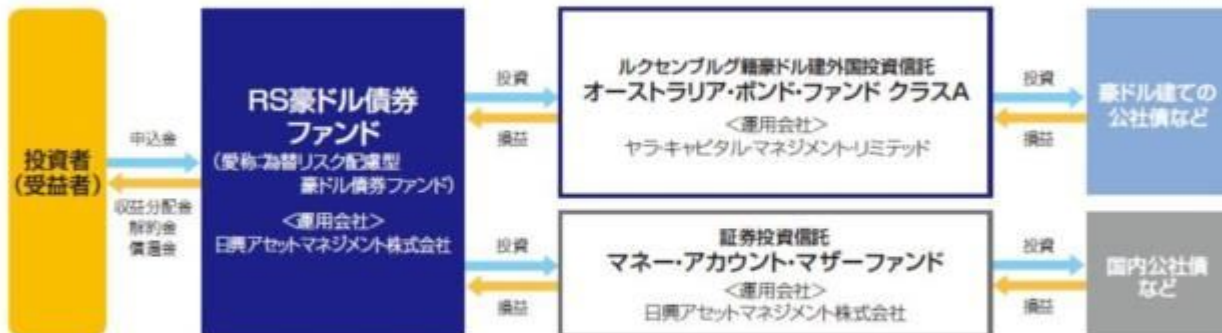 投資者
(受益者)
申込金
収益分配金
解約金
償還金
RS豪ドル債券
ファンド
(愛称:為替リスク配慮型
豪ドル債券ファンド)
<運用会社>
日興アセットマネジメント株式会社
投資
損益
ルクセンブルグ籍豪ドル建外国投資信託
オーストラリア・ボンド・ファンド クラスA
<運用会社>
ヤラ・キャピタル・マネジメント・リミテッド
投資
損益
豪ドル建ての
公社債など
投資
損益
証券投資信託
マネー・アカウント・マザーファンド
<運用会社>
日興アセットマネジメント株式会社
投資
損益
国内公社債
など